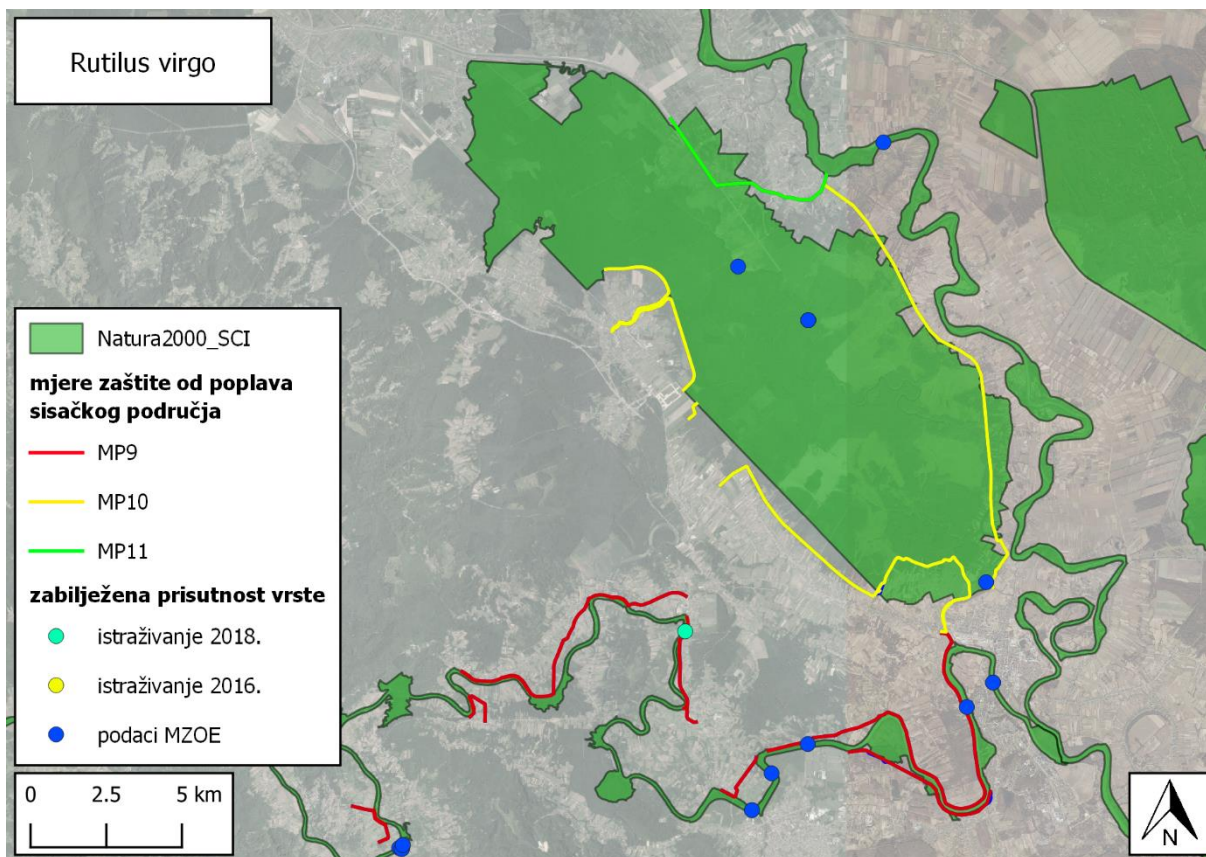 Rutilus virgo
Natura2000_SCI
mjere zaštite od poplava
sisačkog područja
MP9
MP10
MP11
zabilježena prisutnost vrste
istraživanje 2018.
istraživanje 2016.
podaci MZOE
0 2.5 5 km
N